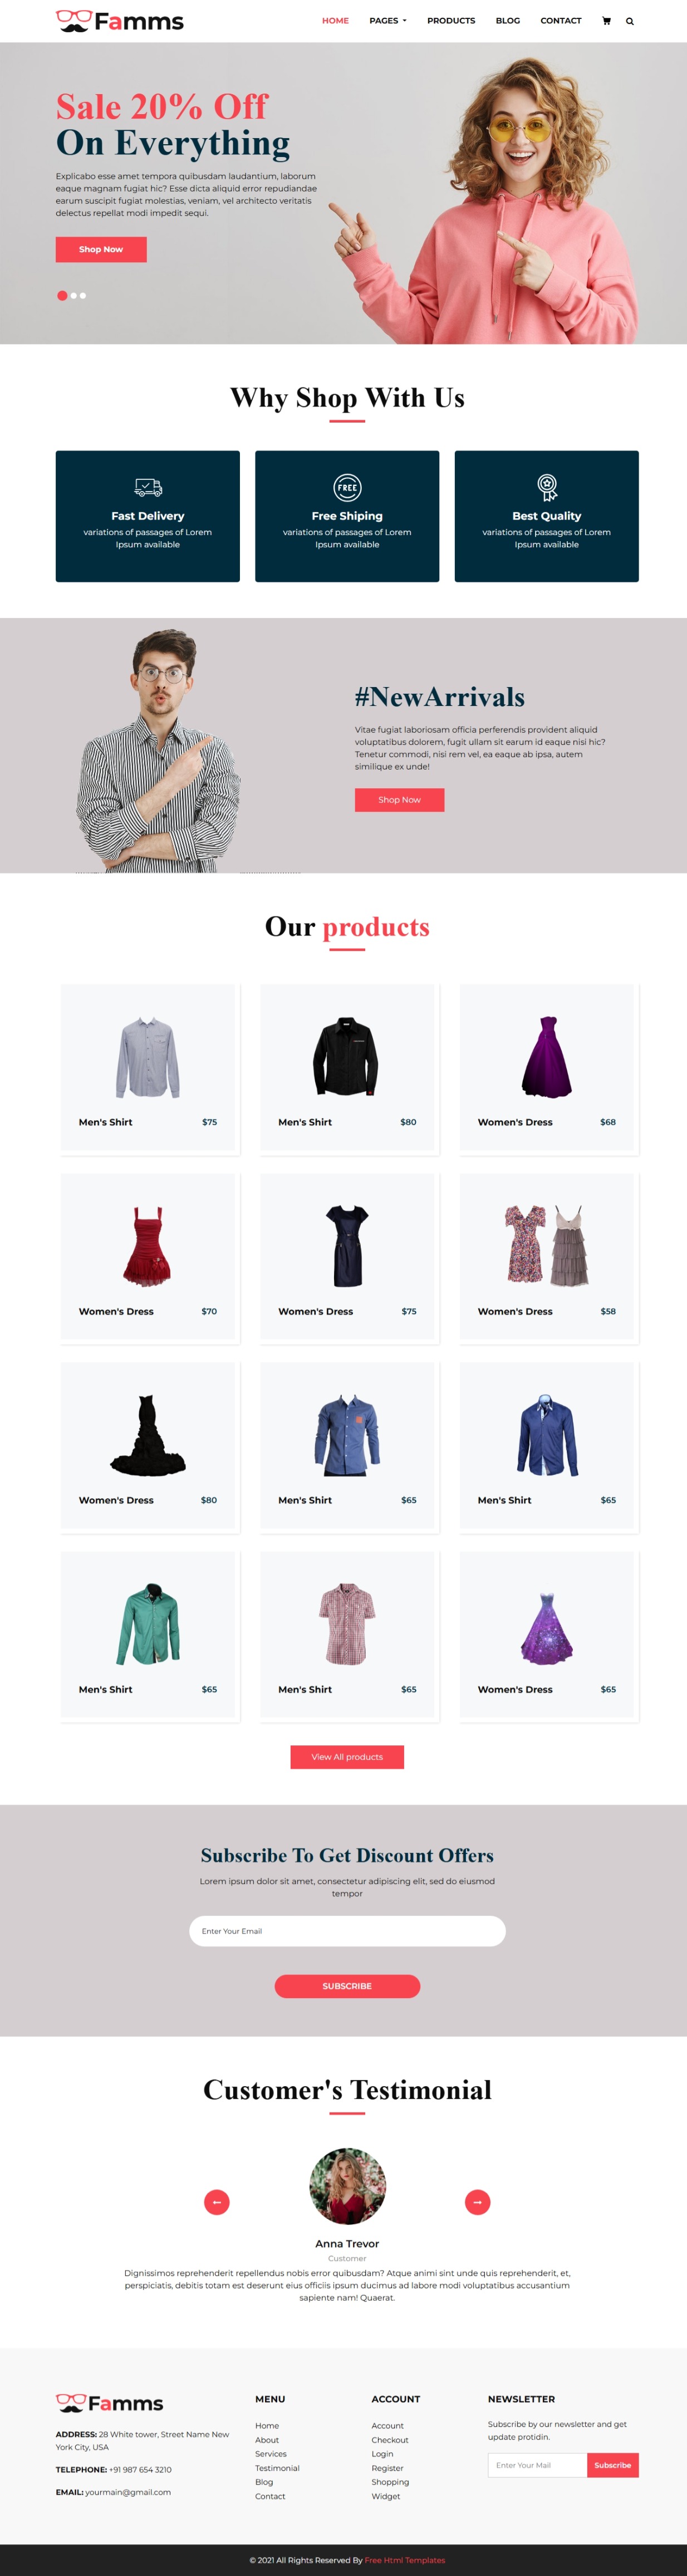 Famms
HOME PAGES PRODUCTS BLOG CONTACT
Sale 20% Off
On Everything
Explicabo esse amet tempora quibusdam laudantium, laborum
eaque magnam fugiat hic? Esse dicta aliquid error repudiandae
earum suscipit fugiat molestias, veniam, vel architecto veritatis
delectus repellat modi impedit sequi.
Shop Now
Why Shop With Us
Fast Delivery
variations of passages of Lorem
Ipsum available
FREE
Free Shiping
variations of passages of Lorem
Ipsum available
Best Quality
variations of passages of Lorem
Ipsum available
#NewArrivals
Vitae fugiat laboriosam officia perferendis provident aliquid
voluptatibus dolorem, fugit ullam sit earum id eaque nisi hic?
Tenetur commodi, nisi rem vel, ea eaque ab ipsa, autem
similique ex unde!
Shop Now
Our products
Men's Shirt $75
Men's Shirt $80
Women's Dress $68
Women's Dress $70
Women's Dress $75
Women's Dress $58
Women's Dress $80
Men's Shirt $65
Men's Shirt $65
Men's Shirt $65
Men's Shirt $65
Women's Dress $65
View All products
Subscribe To Get Discount Offers
Lorem ipsum dolor sit amet, consectetur adipiscing elit, sed do eiusmod
tempor
Enter Your Email
SUBSCRIBE
Customer's Testimonial
Anna Trevor
Customer
Dignissimos reprehenderit repellendus nobis error quibusdam? Atque animi sint unde quis reprehenderit, et,
perspiciatis, debitis totam est deserunt eius officiis ipsum ducimus ad labore modi voluptatibus accusantium
sapiente nam! Quaerat.
Famms
ADDRESS: 28 White tower, Street Name New
York City, USA
TELEPHONE: +91 987 654 3210
EMAIL: yourmain@gmail.com
MENU
Home
About
Services
Testimonial
Blog
Contact
ACCOUNT
Account
Checkout
Login
Register
Shopping
Widget
NEWSLETTER
Subscribe by our newsletter and get
update protidin.
Enter Your Mail
Subscribe
© 2021 All Rights Reserved By Free Html Templates